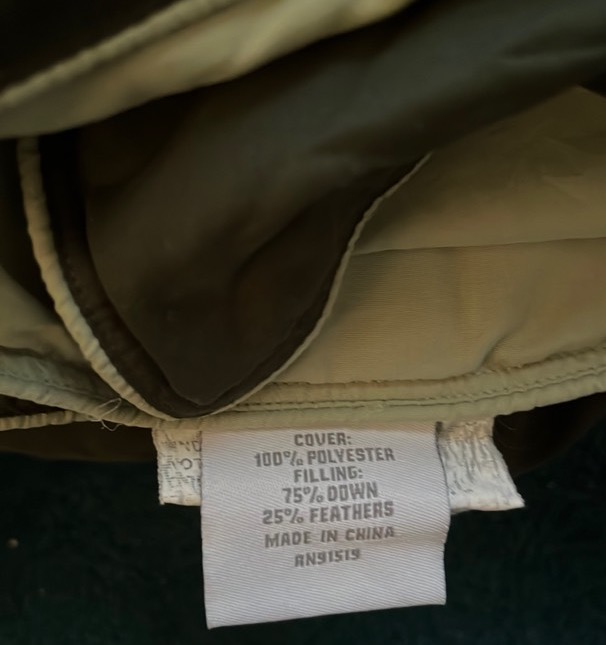 COVER:
100% POLYESTER
FILLING:
75% DOWN
25% FEATHERS
MADE IN CHINA
RN91519